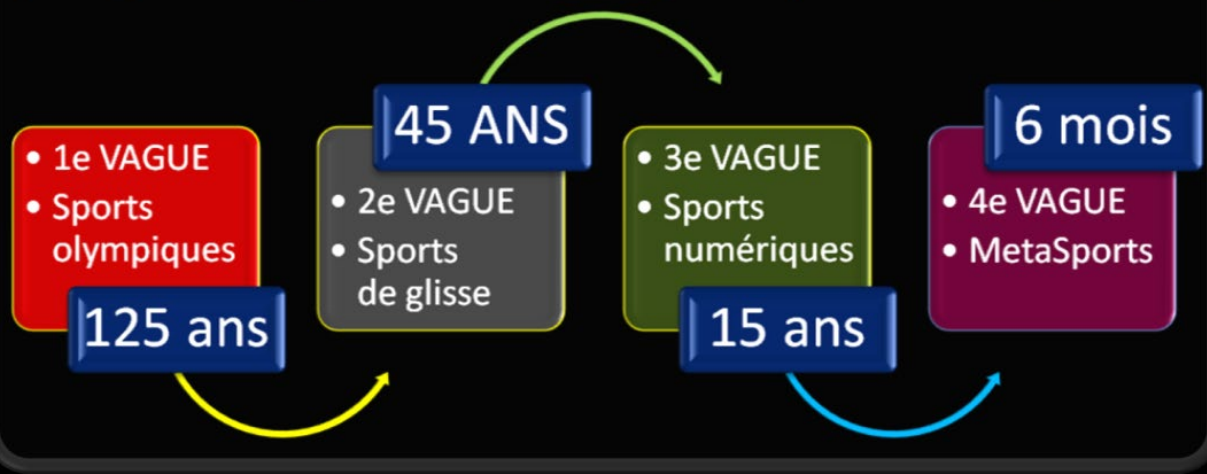 • 1e VAGUE
• Sports
olympiques
125 ans
45 ANS
• 2e VAGUE
• Sports
de glisse
• 3e VAGUE
• Sports
numériques
15 ans
6 mois
• 4e VAGUE
• MetaSports